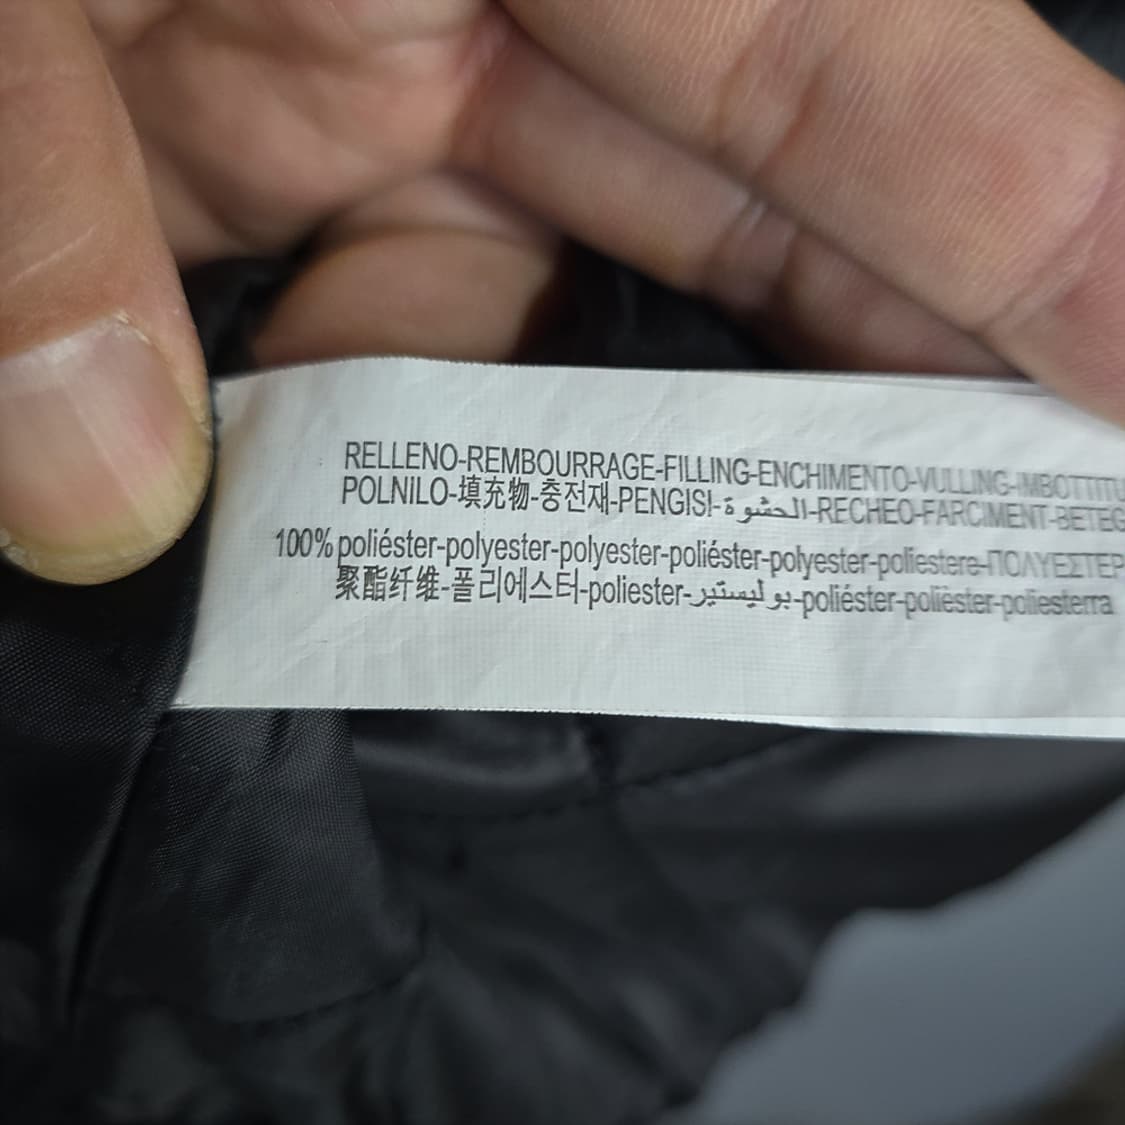 RELLENO-REMBOURRAGE-FILLING-ENCHIMENTO-VULLING-IMBOTTITU
POLNILO-填充物-충전재-PENGISI-الحشوة-RECHEO-FARCIMENT-BETEG
100% poliéster-polyester-polyester-poliéster-polyester-poliestere-ΠΟΛΥΕΣΤΕΡ
聚酯纤维-폴리에스터-poliester-بوليستير-poliéster-polièster-poliesterra